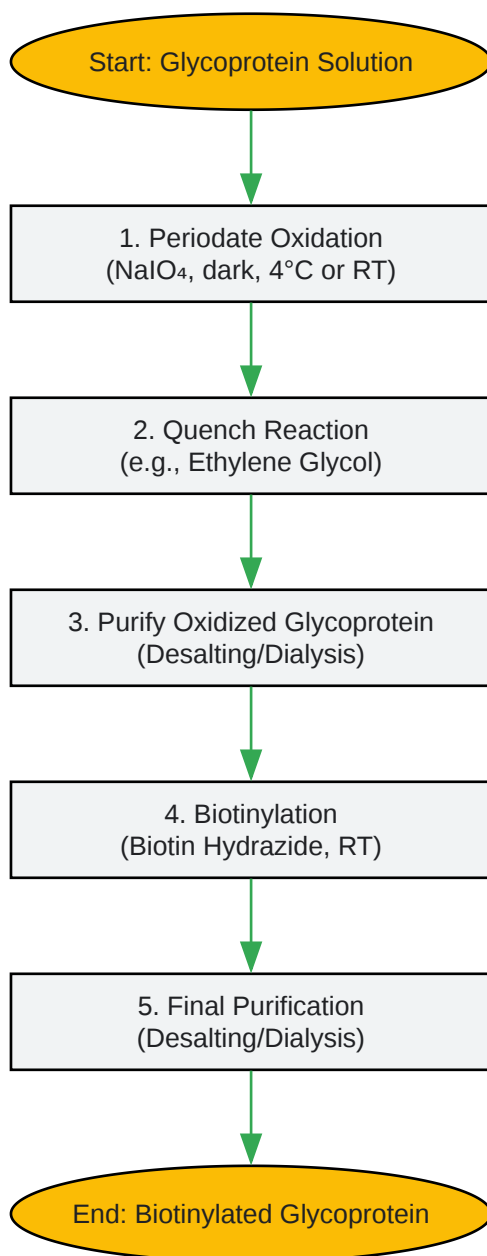 Start: Glycoprotein Solution
1. Periodate Oxidation
(NaIO₄, dark, 4°C or RT)
2. Quench Reaction
(e.g., Ethylene Glycol)
3. Purify Oxidized Glycoprotein
(Desalting/Dialysis)
4. Biotinylation
(Biotin Hydrazide, RT)
5. Final Purification
(Desalting/Dialysis)
End: Biotinylated Glycoprotein